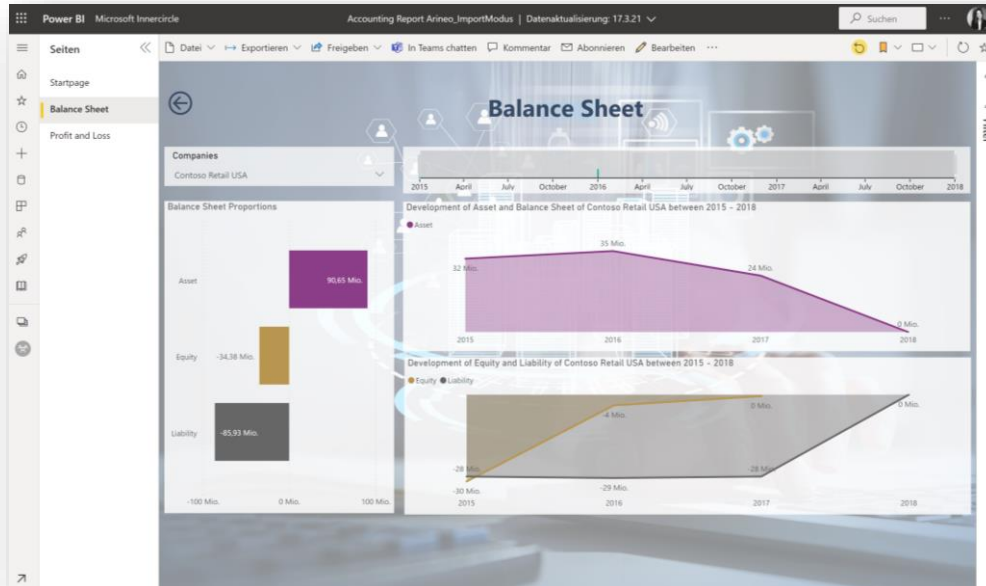 Power BI Microsoft Innercircle
Accounting Report Arineo_ImportModus | Datenaktualisierung: 17.3.21
Suchen
Seiten
Datei
Exportieren
Freigeben
In Teams chatten
Kommentar
Abonnieren
Bearbeiten
Startpage
Balance Sheet
Profit and Loss
Balance Sheet
Companies
Contoso Retail USA
2015 April July October 2016 April July October 2017 April July October 2018
Balance Sheet Proportions
Asset 90,65 Mio.
Equity -34,38 Mio.
Liability -85,93 Mio.
-100 Mio. 0 Mio. 100 Mio.
Development of Asset and Balance Sheet of Contoso Retail USA between 2015 - 2018
Asset
35 Mio.
32 Mio.
24 Mio.
0 Mio.
2015 2016 2017 2018
Development of Equity and Liability of Contoso Retail USA between 2015 - 2018
Equity Liability
0 Mio.
0 Mio.
-4 Mio.
-28 Mio.
-28 Mio.
-29 Mio.
-30 Mio.
2015 2016 2017 2018